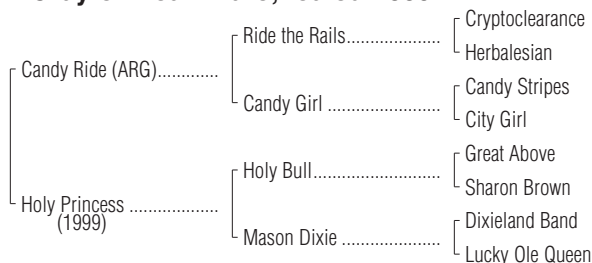 Ride the Rails.....................
Cryptoclearance
Herbalesian
Candy Ride (ARG).............
Candy Girl .........................
Candy Stripes
City Girl
Holy Bull............................
Great Above
Sharon Brown
Holy Princess ...................
(1999)
Mason Dixie ......................
Dixieland Band
Lucky Ole Queen